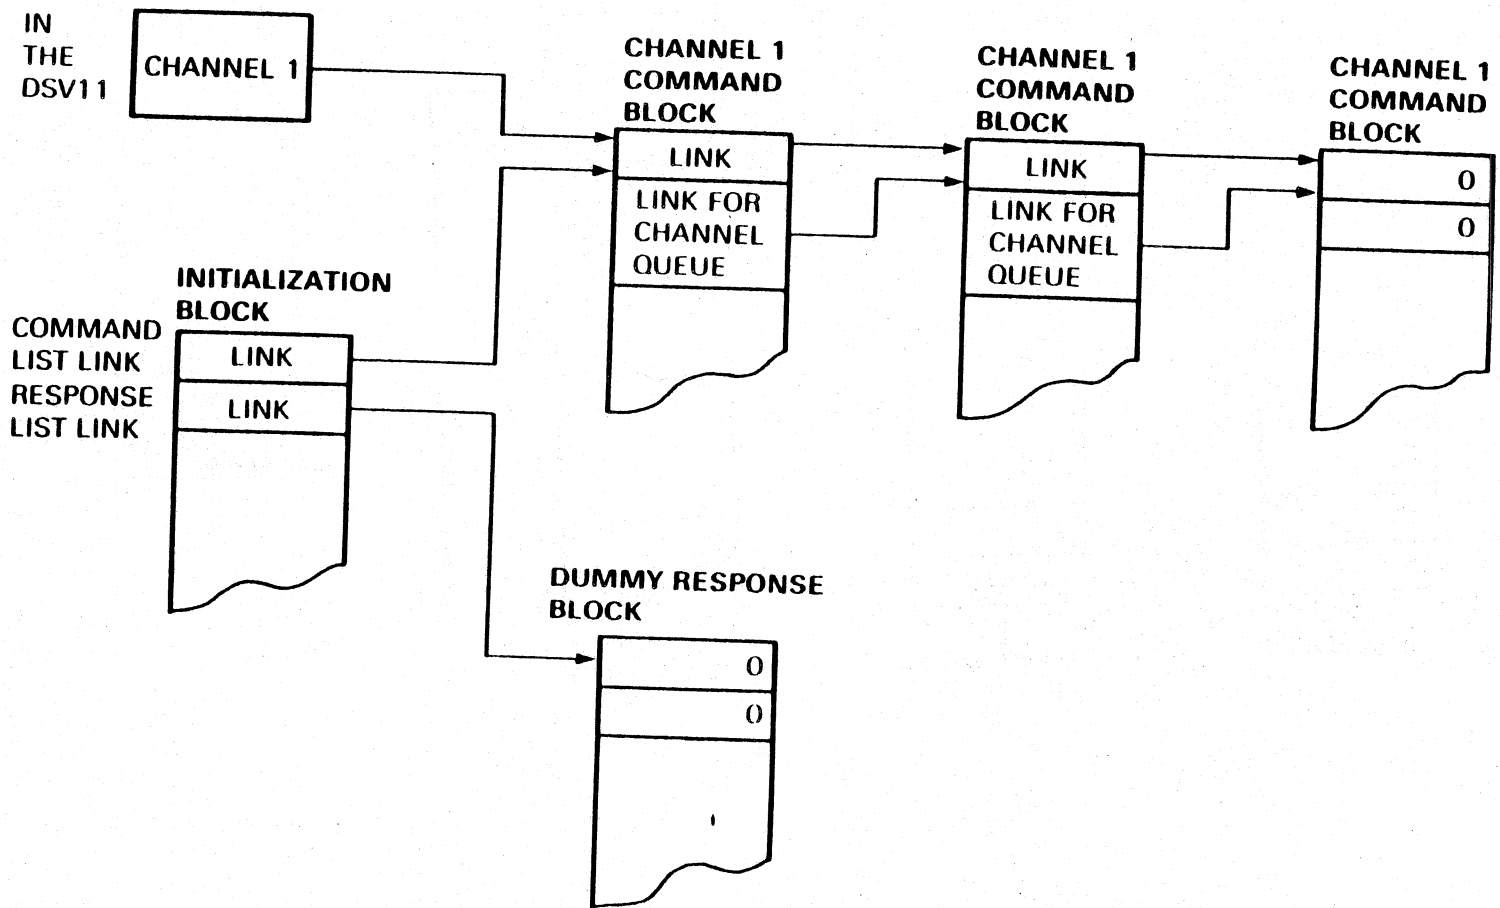 IN
THE
DSV11
CHANNEL 1
CHANNEL 1
COMMAND
BLOCK
LINK
LINK FOR
CHANNEL
QUEUE
CHANNEL 1
COMMAND
BLOCK
LINK
LINK FOR
CHANNEL
QUEUE
CHANNEL 1
COMMAND
BLOCK
0
0
INITIALIZATION
BLOCK
COMMAND
LIST LINK
LINK
RESPONSE
LIST LINK
LINK
DUMMY RESPONSE
BLOCK
0
0